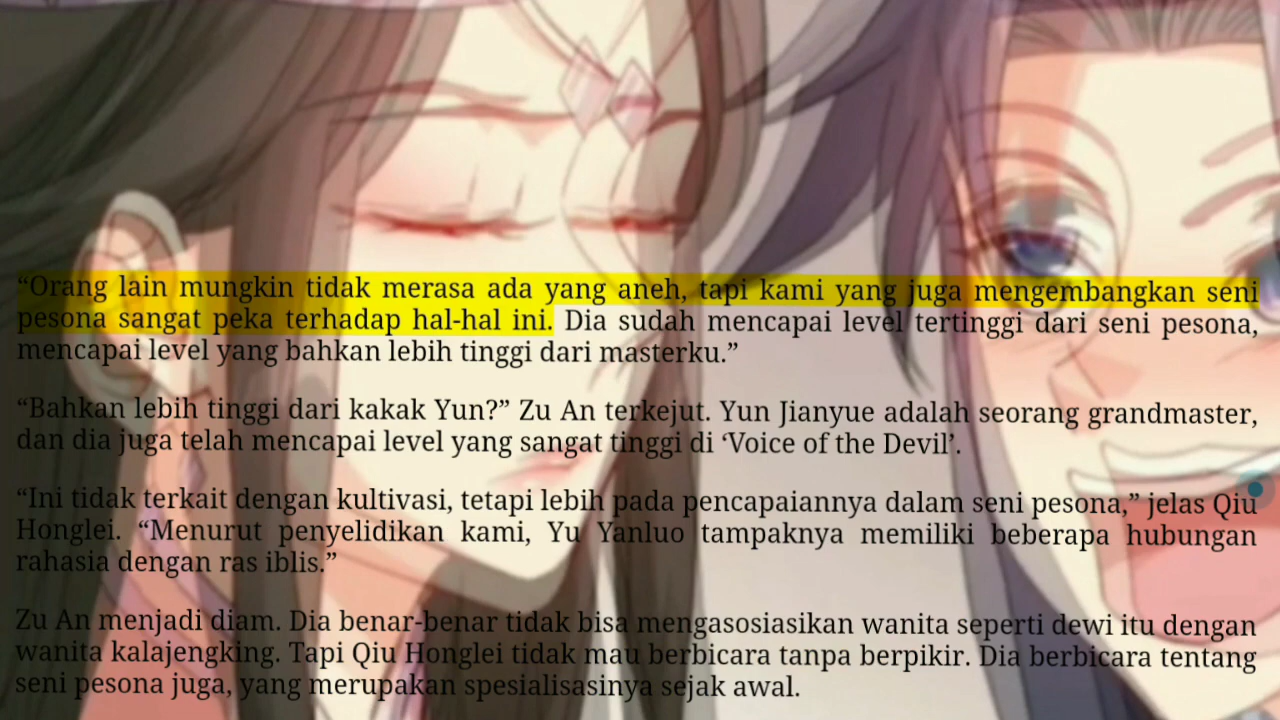 “Orang lain mungkin tidak merasa ada yang aneh, tapi kami yang juga mengembangkan seni
pesona sangat peka terhadap hal-hal ini. Dia sudah mencapai level tertinggi dari seni pesona,
mencapai level yang bahkan lebih tinggi dari masterku.”
“Bahkan lebih tinggi dari kakak Yun?” Zu An terkejut. Yun Jianyue adalah seorang grandmaster,
dan dia juga telah mencapai level yang sangat tinggi di ‘Voice of the Devil’.
“Ini tidak terkait dengan kultivasi, tetapi lebih pada pencapaiannya dalam seni pesona,” jelas Qiu
Honglei. “Menurut penyelidikan kami, Yu Yanluo tampaknya memiliki beberapa hubungan
rahasia dengan ras iblis.”
Zu An menjadi diam. Dia benar-benar tidak bisa mengasosiasikan wanita seperti dewi itu dengan
wanita kalajengking. Tapi Qiu Honglei tidak mau berbicara tanpa berpikir. Dia berbicara tentang
seni pesona juga, yang merupakan spesialisasinya sejak awal.